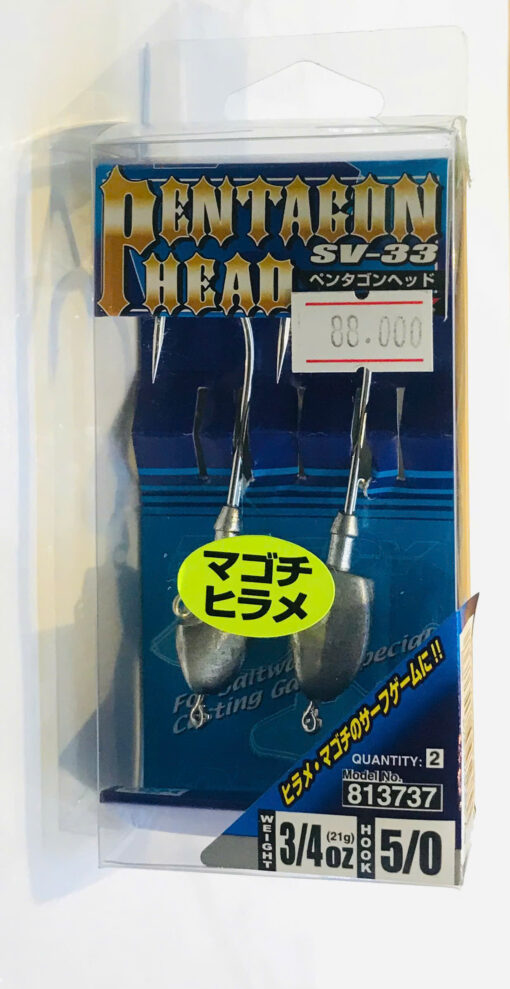 PENTAGON
HEAD
SV-33
ペンタゴンヘッド
88.000
マゴチ
ヒラメ
For Saltwater Special
Casting Ga
ヒラメ・マゴチのサーフゲームに!!
QUANTITY: 2
Model No.
813737
WEIGHT 3/4oz (21g) HOOK 5/0